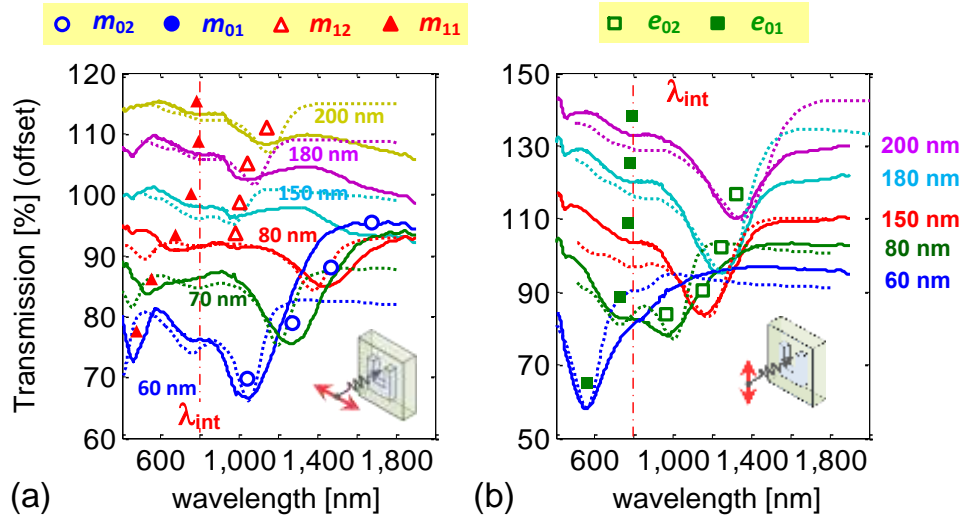 m02 m01 m12 m11
e02 e01
120
110
100
90
80
70
60
Transmission [%] (offset)
200 nm
180 nm
150 nm
80 nm
70 nm
60 nm
λint
600 1,000 1,400 1,800
wavelength [nm]
(a)
150
130
110
90
70
50
λint
200 nm
180 nm
150 nm
80 nm
60 nm
600 1,000 1,400 1,800
wavelength [nm]
(b)